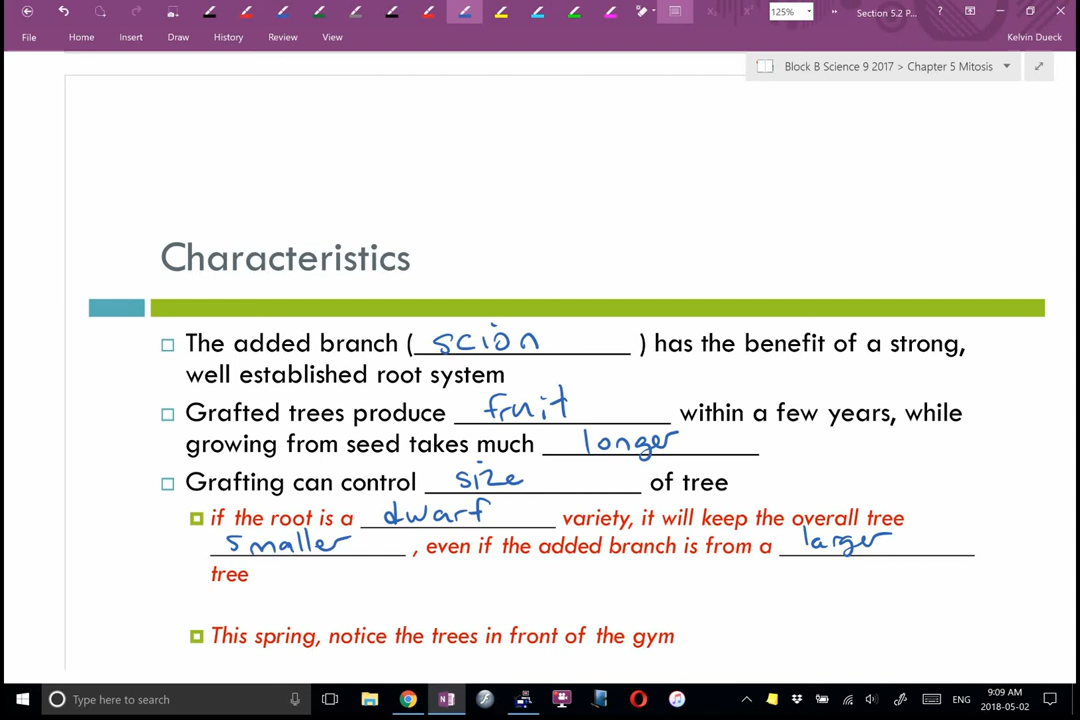 125%
Section 5.2 P...
File
Home
Insert
Draw
History
Review
View
Kelvin Dueck
Block B Science 9 2017 > Chapter 5 Mitosis
Characteristics
The added branch ( scion ) has the benefit of a strong,
well established root system
Grafted trees produce fruit within a few years, while
growing from seed takes much longer
Grafting can control size of tree
if the root is a dwarf variety, it will keep the overall tree
smaller , even if the added branch is from a larger
tree
This spring, notice the trees in front of the gym
Type here to search
ENG
9:09 AM
2018-05-02